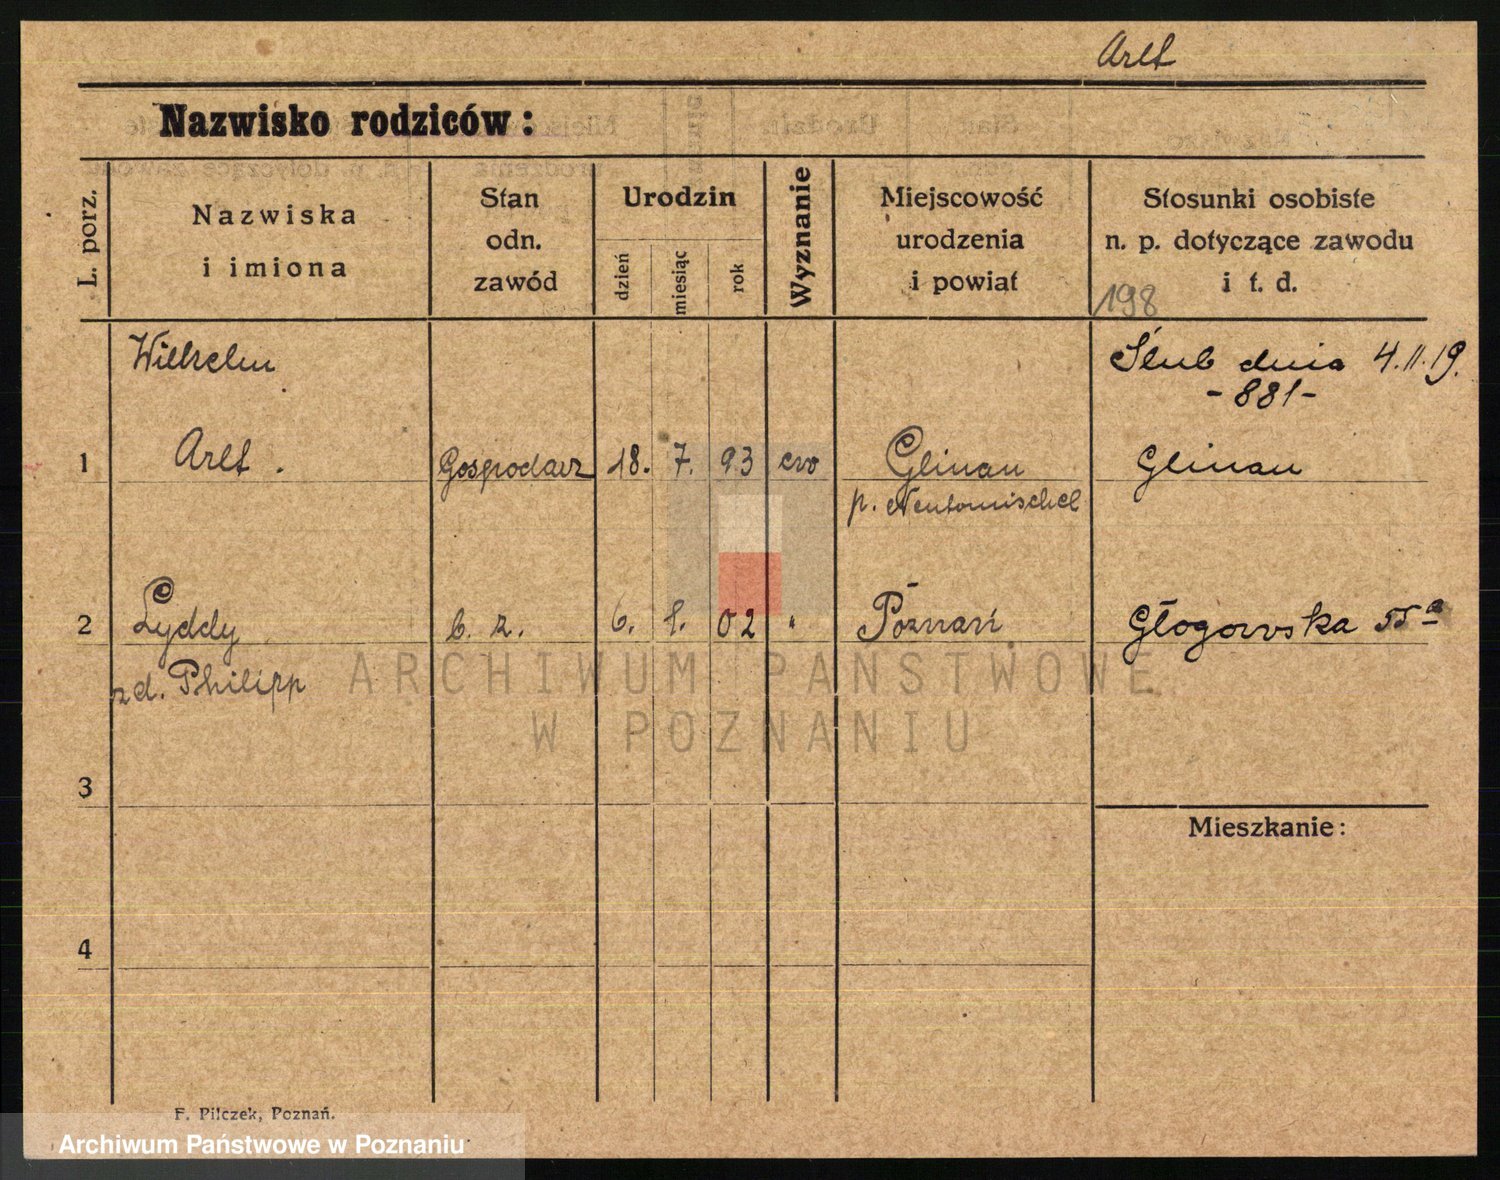 Arlt
Nazwisko rodziców:
L. porz.
Nazwiska
i imiona
Stan
odn.
zawód
Urodzin
dzień
miesiąc
rok
Wyznanie
Miejscowość
urodzenia
i powiat
Stosunki osobiste
n. p. dotyczące zawodu
i t. d.
198
Wilhelm
Ślub dnia 4.II.19.
-881-
1 Arlt. Gospodarz 18. 7. 93 ew Glinau Glinau
p. Neutomischel
2 Lyddy b. z. 6. 1. 02 " Poznań Głogowska 55 a
zd. Philipp
ARCHIWUM PAŃSTWOWE
W POZNANIU
3
Mieszkanie:
4
F. Pilczek, Poznań.
Archiwum Państwowe w Poznaniu